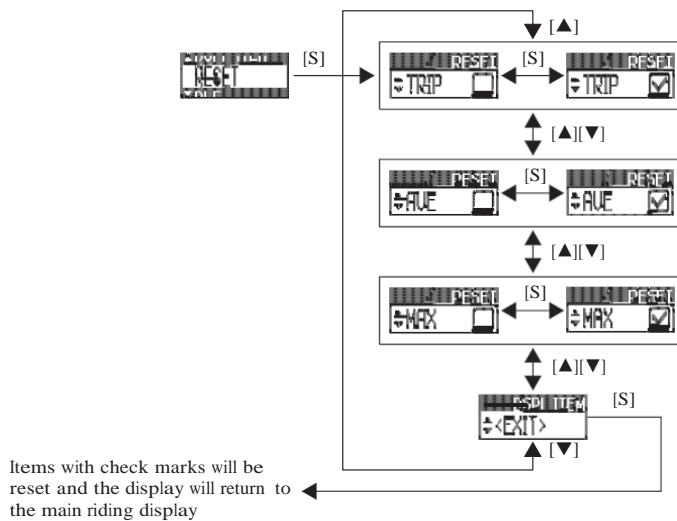 [▲]
[S]
RESET
RESET
[S]
RESET
TRIP
TRIP
[▲][▼]
RESET
[S]
RESET
AVE
AVE
[▲][▼]
RESET
[S]
RESET
MAX
MAX
[▲][▼]
DSPL ITEM
[S]
<EXIT>
[▼]
Items with check marks will be
reset and the display will return to
the main riding display